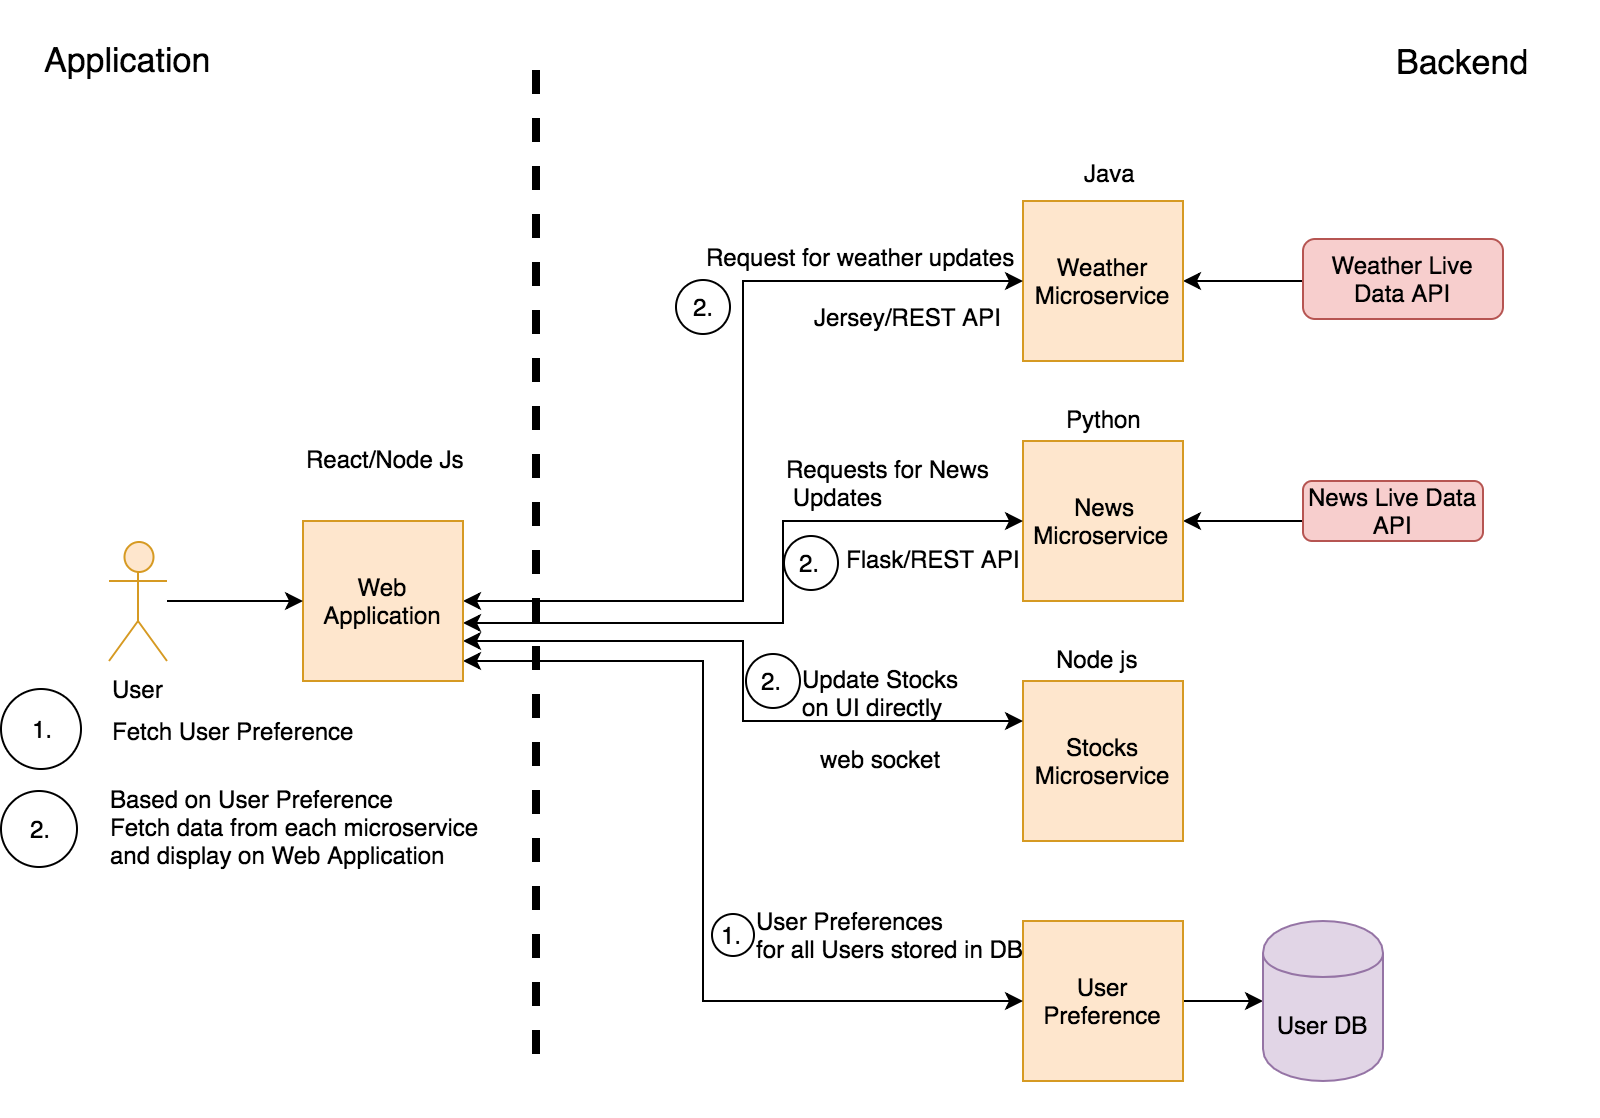 Application
Backend
Java
Request for weather updates
2.
Jersey/REST API
Weather
Microservice
Weather Live
Data API
Python
Requests for News
Updates
2.
Flask/REST API
News
Microservice
News Live Data
API
React/Node Js
Web
Application
User
Node js
2.
Update Stocks
on UI directly
web socket
Stocks
Microservice
1.
Fetch User Preference
2.
Based on User Preference
Fetch data from each microservice
and display on Web Application
1.
User Preferences
for all Users stored in DB
User
Preference
User DB